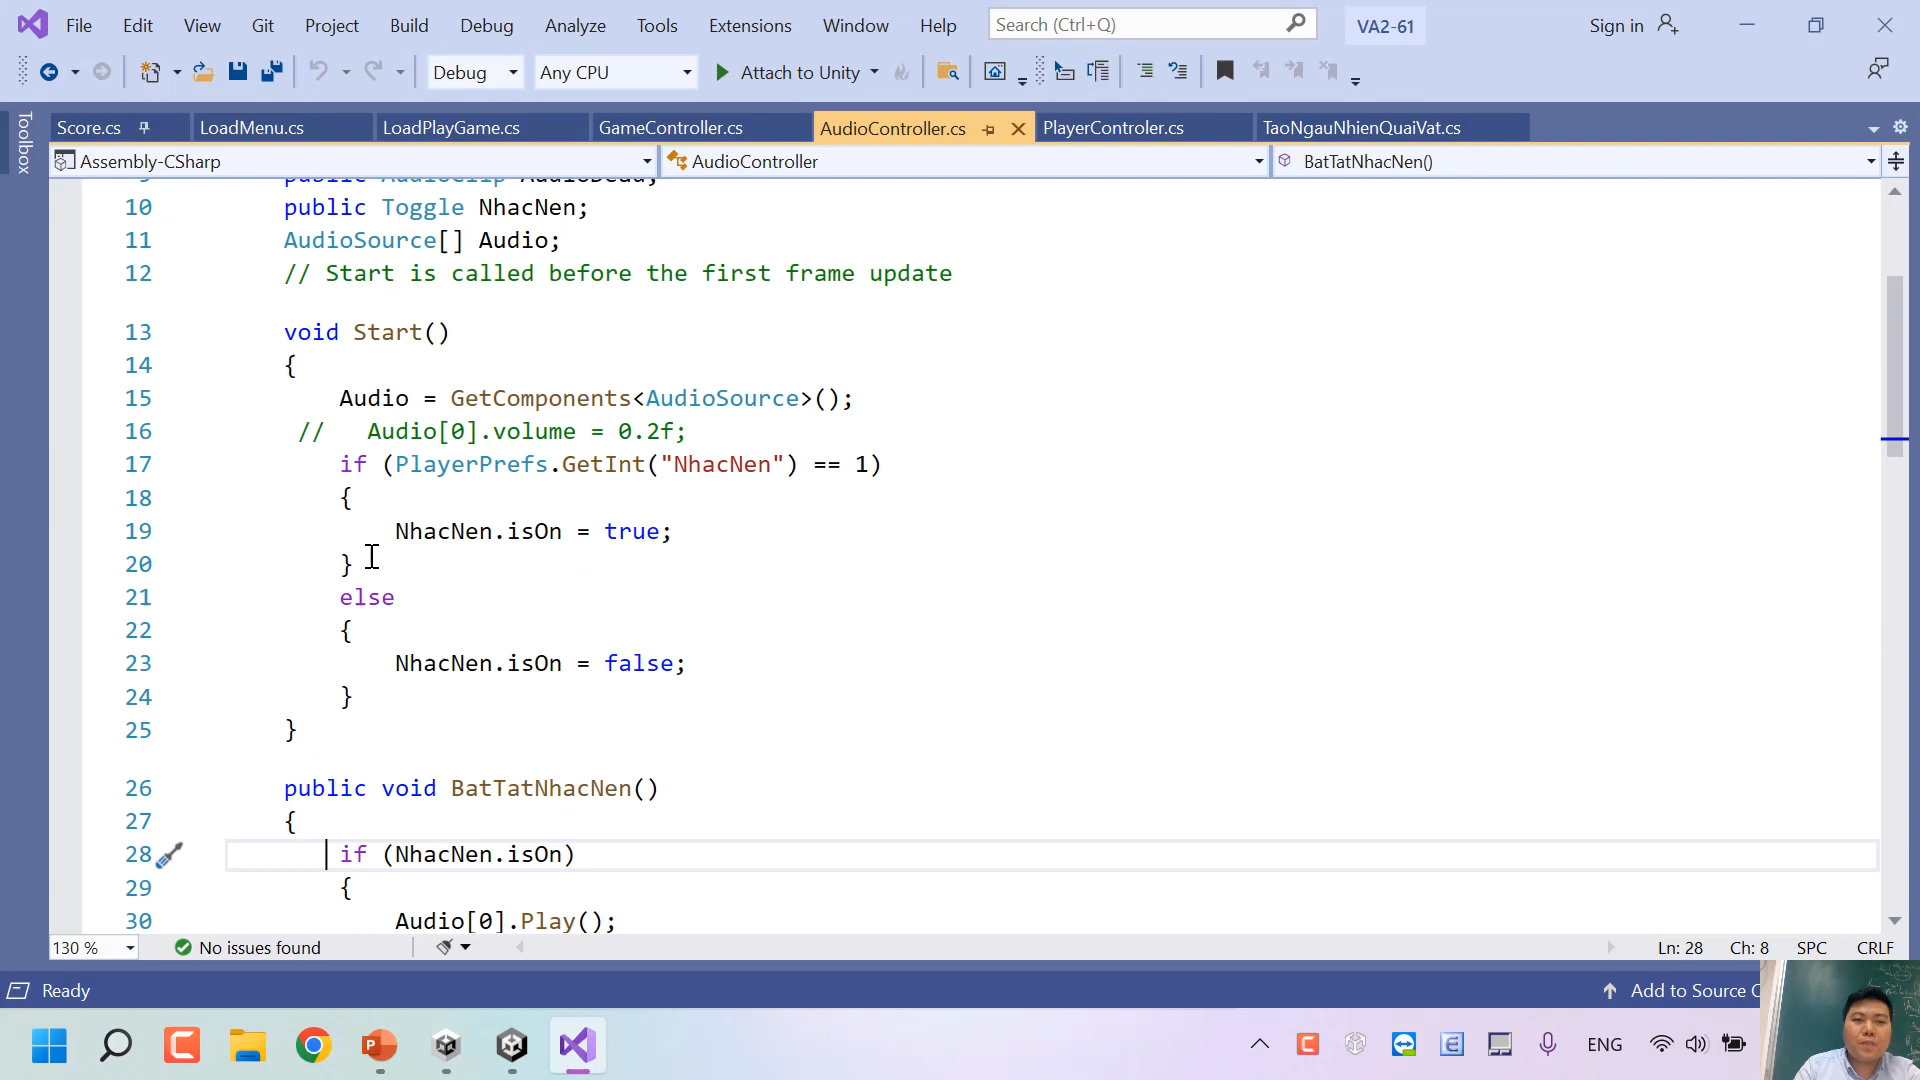 File Edit View Git Project Build Debug Analyze Tools Extensions Window Help Search (Ctrl+Q) VA2-61 Sign in
Debug Any CPU Attach to Unity
Toolbox
Score.cs LoadMenu.cs LoadPlayGame.cs GameController.cs AudioController.cs PlayerControler.cs TaoNgauNhienQuaiVat.cs
Assembly-CSharp AudioController BatTatNhacNen()
9 public AudioClip AudioDead;
10 public Toggle NhacNen;
11 AudioSource[] Audio;
12 // Start is called before the first frame update
13 void Start()
14 {
15 Audio = GetComponents<AudioSource>();
16 // Audio[0].volume = 0.2f;
17 if (PlayerPrefs.GetInt("NhacNen") == 1)
18 {
19 NhacNen.isOn = true;
20 }
21 else
22 {
23 NhacNen.isOn = false;
24 }
25 }
26 public void BatTatNhacNen()
27 {
28 if (NhacNen.isOn)
29 {
30 Audio[0].Play();
130 % No issues found Ln: 28 Ch: 8 SPC CRLF
Ready Add to Source C
ENG